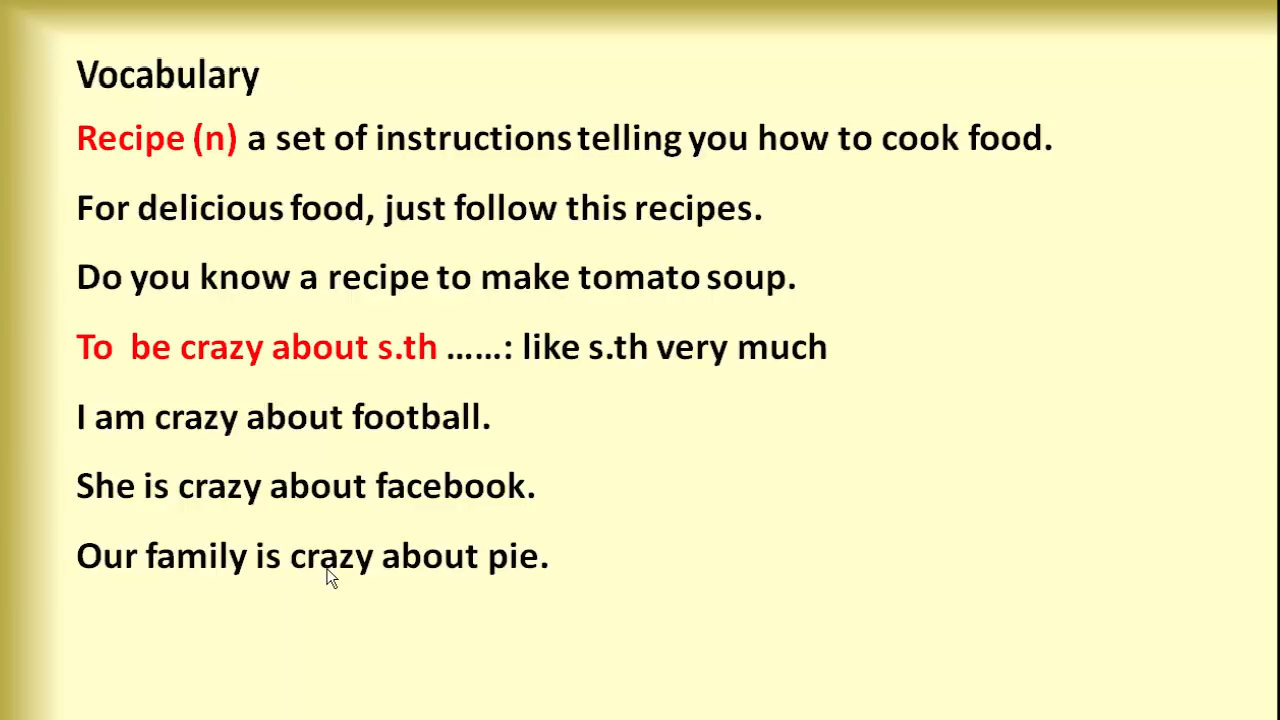 Vocabulary
Recipe (n) a set of instructions telling you how to cook food.
For delicious food, just follow this recipes.
Do you know a recipe to make tomato soup.
To be crazy about s.th ......: like s.th very much
I am crazy about football.
She is crazy about facebook.
Our family is crazy about pie.